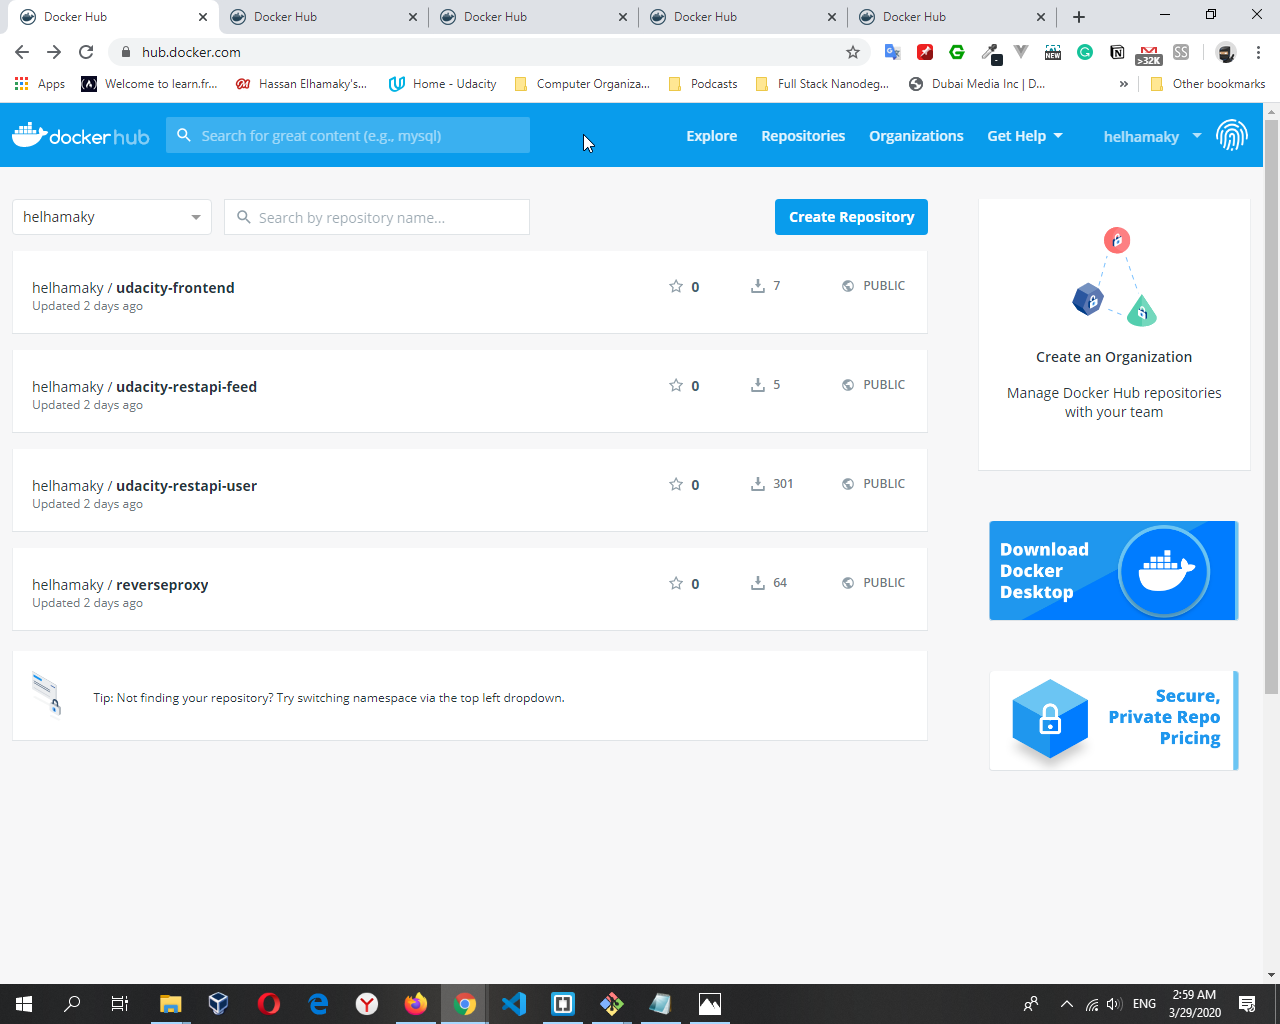 Docker Hub
Docker Hub
Docker Hub
Docker Hub
Docker Hub
hub.docker.com
NEW
>32K
SS
Apps
Welcome to learn.fr...
Hassan Elhamaky's...
Home - Udacity
Computer Organiza...
Podcasts
Full Stack Nanodeg...
Dubai Media Inc | D...
»
Other bookmarks
dockerhub
Search for great content (e.g., mysql)
Explore
Repositories
Organizations
Get Help
helhamaky
helhamaky
Search by repository name...
Create Repository
helhamaky / udacity-frontend
0
7
PUBLIC
Updated 2 days ago
helhamaky / udacity-restapi-feed
0
5
PUBLIC
Updated 2 days ago
helhamaky / udacity-restapi-user
0
301
PUBLIC
Updated 2 days ago
helhamaky / reverseproxy
0
64
PUBLIC
Updated 2 days ago
Tip: Not finding your repository? Try switching namespace via the top left dropdown.
Create an Organization
Manage Docker Hub repositories
with your team
Download
Docker
Desktop
Secure,
Private Repo
Pricing
ENG
2:59 AM
3/29/2020